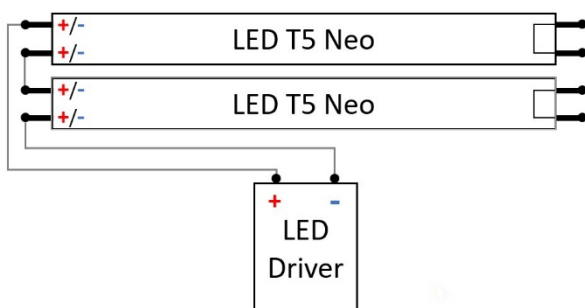 +/-
LED T5 Neo
+/-
+/-
LED T5 Neo
+/-
+ -
LED
Driver